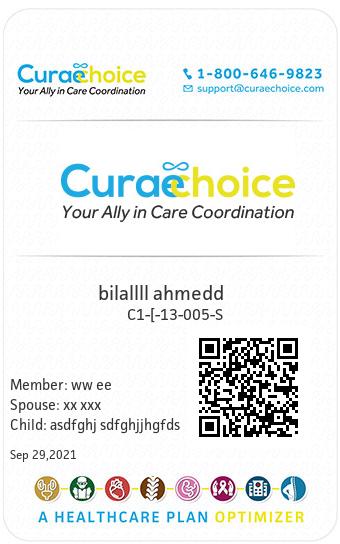 Curaechoice
Your Ally in Care Coordination
1-800-646-9823
support@curaechoice.com
Curaechoice
Your Ally in Care Coordination
bilallll ahmedd
C1-[-13-005-S
Member: ww ee
Spouse: xx xxx
Child: asdfghj sdfghjjhgfds
Sep 29,2021
A HEALTHCARE PLAN OPTIMIZER